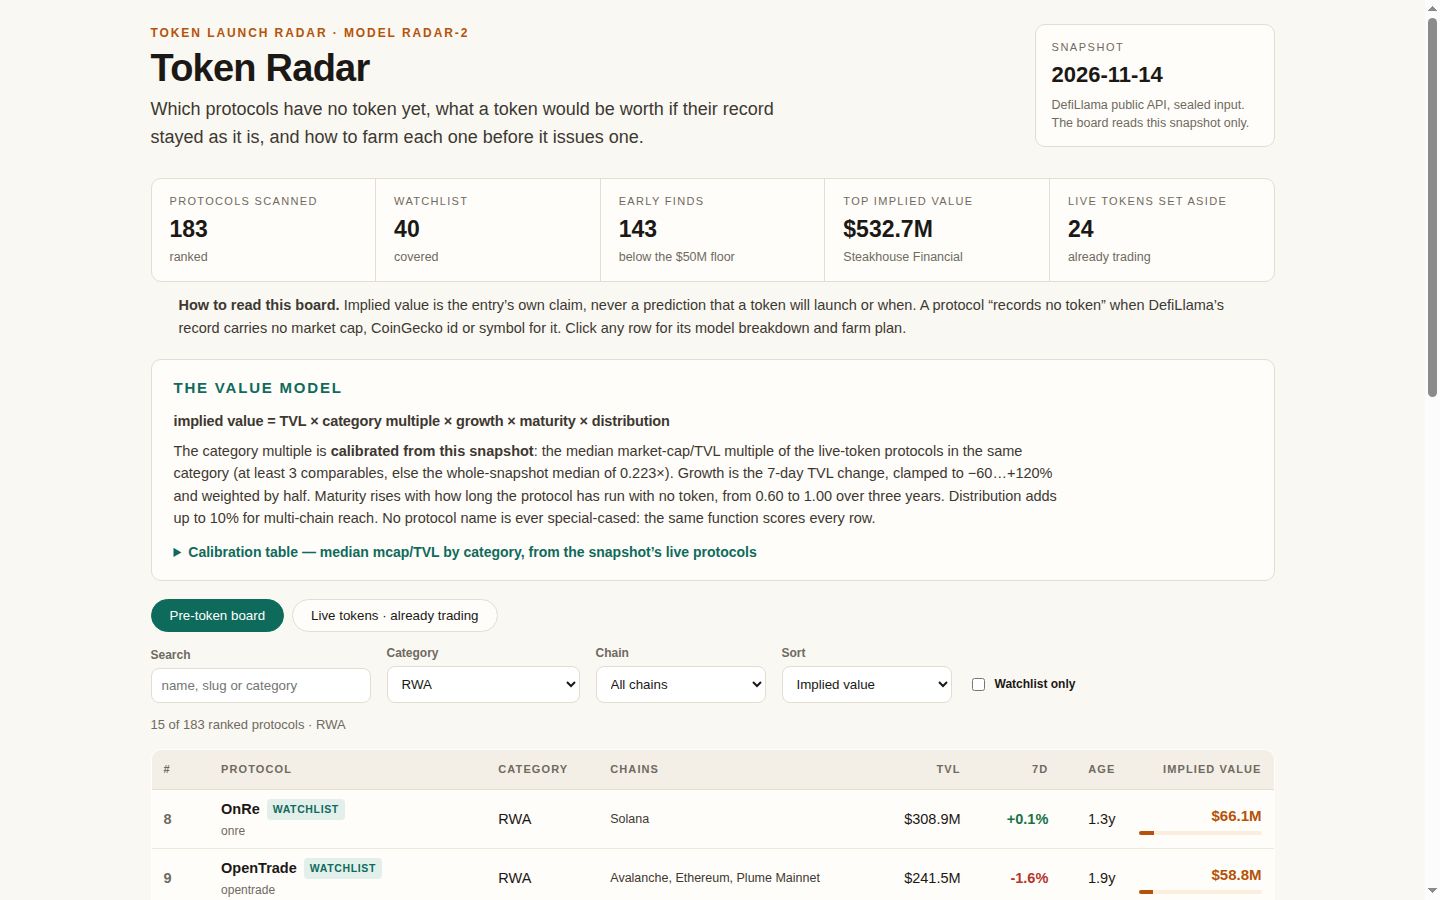 TOKEN LAUNCH RADAR · MODEL RADAR-2
Token Radar
Which protocols have no token yet, what a token would be worth if their record
stayed as it is, and how to farm each one before it issues one.
SNAPSHOT
2026-11-14
DefiLlama public API, sealed input.
The board reads this snapshot only.
PROTOCOLS SCANNED
183
ranked
WATCHLIST
40
covered
EARLY FINDS
143
below the $50M floor
TOP IMPLIED VALUE
$532.7M
Steakhouse Financial
LIVE TOKENS SET ASIDE
24
already trading
How to read this board. Implied value is the entry’s own claim, never a prediction that a token will launch or when. A protocol “records no token” when DefiLlama’s
record carries no market cap, CoinGecko id or symbol for it. Click any row for its model breakdown and farm plan.
THE VALUE MODEL
implied value = TVL × category multiple × growth × maturity × distribution
The category multiple is calibrated from this snapshot: the median market-cap/TVL multiple of the live-token protocols in the same
category (at least 3 comparables, else the whole-snapshot median of 0.223×). Growth is the 7-day TVL change, clamped to −60…+120%
and weighted by half. Maturity rises with how long the protocol has run with no token, from 0.60 to 1.00 over three years. Distribution adds
up to 10% for multi-chain reach. No protocol name is ever special-cased: the same function scores every row.
▶ Calibration table — median mcap/TVL by category, from the snapshot’s live protocols
Pre-token board
Live tokens · already trading
Search
Category
Chain
Sort
name, slug or category
RWA
All chains
Implied value
Watchlist only
15 of 183 ranked protocols · RWA
# PROTOCOL CATEGORY CHAINS TVL 7D AGE IMPLIED VALUE
8 OnRe WATCHLIST RWA Solana $308.9M +0.1% 1.3y $66.1M
onre
9 OpenTrade WATCHLIST RWA Avalanche, Ethereum, Plume Mainnet $241.5M -1.6% 1.9y $58.8M
opentrade